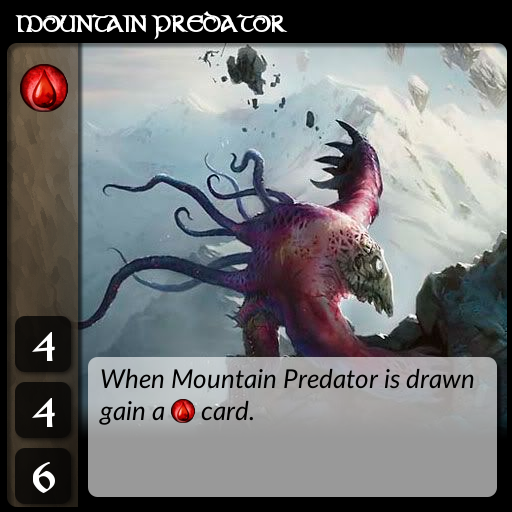 Mountain Predator
4
4
6
When Mountain Predator is drawn
gain a card.